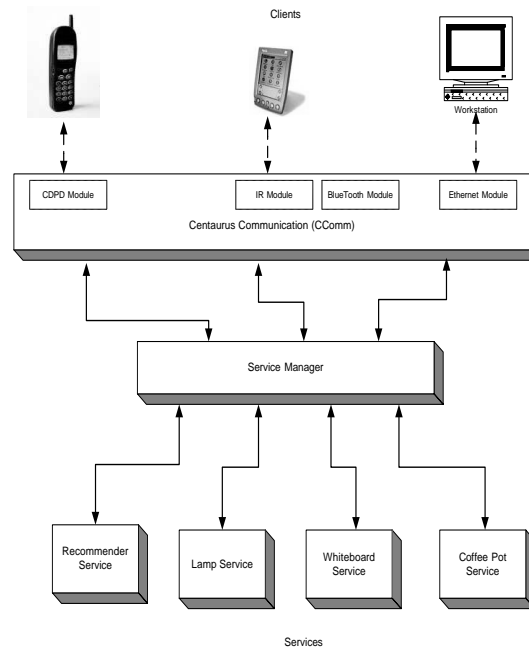 Clients
Workstation
CDPD Module
IR Module
BlueTooth Module
Ethernet Module
Centaurus Communication (CComm)
Service Manager
Recommender
Service
Lamp Service
Whiteboard
Service
Coffee Pot
Service
Services